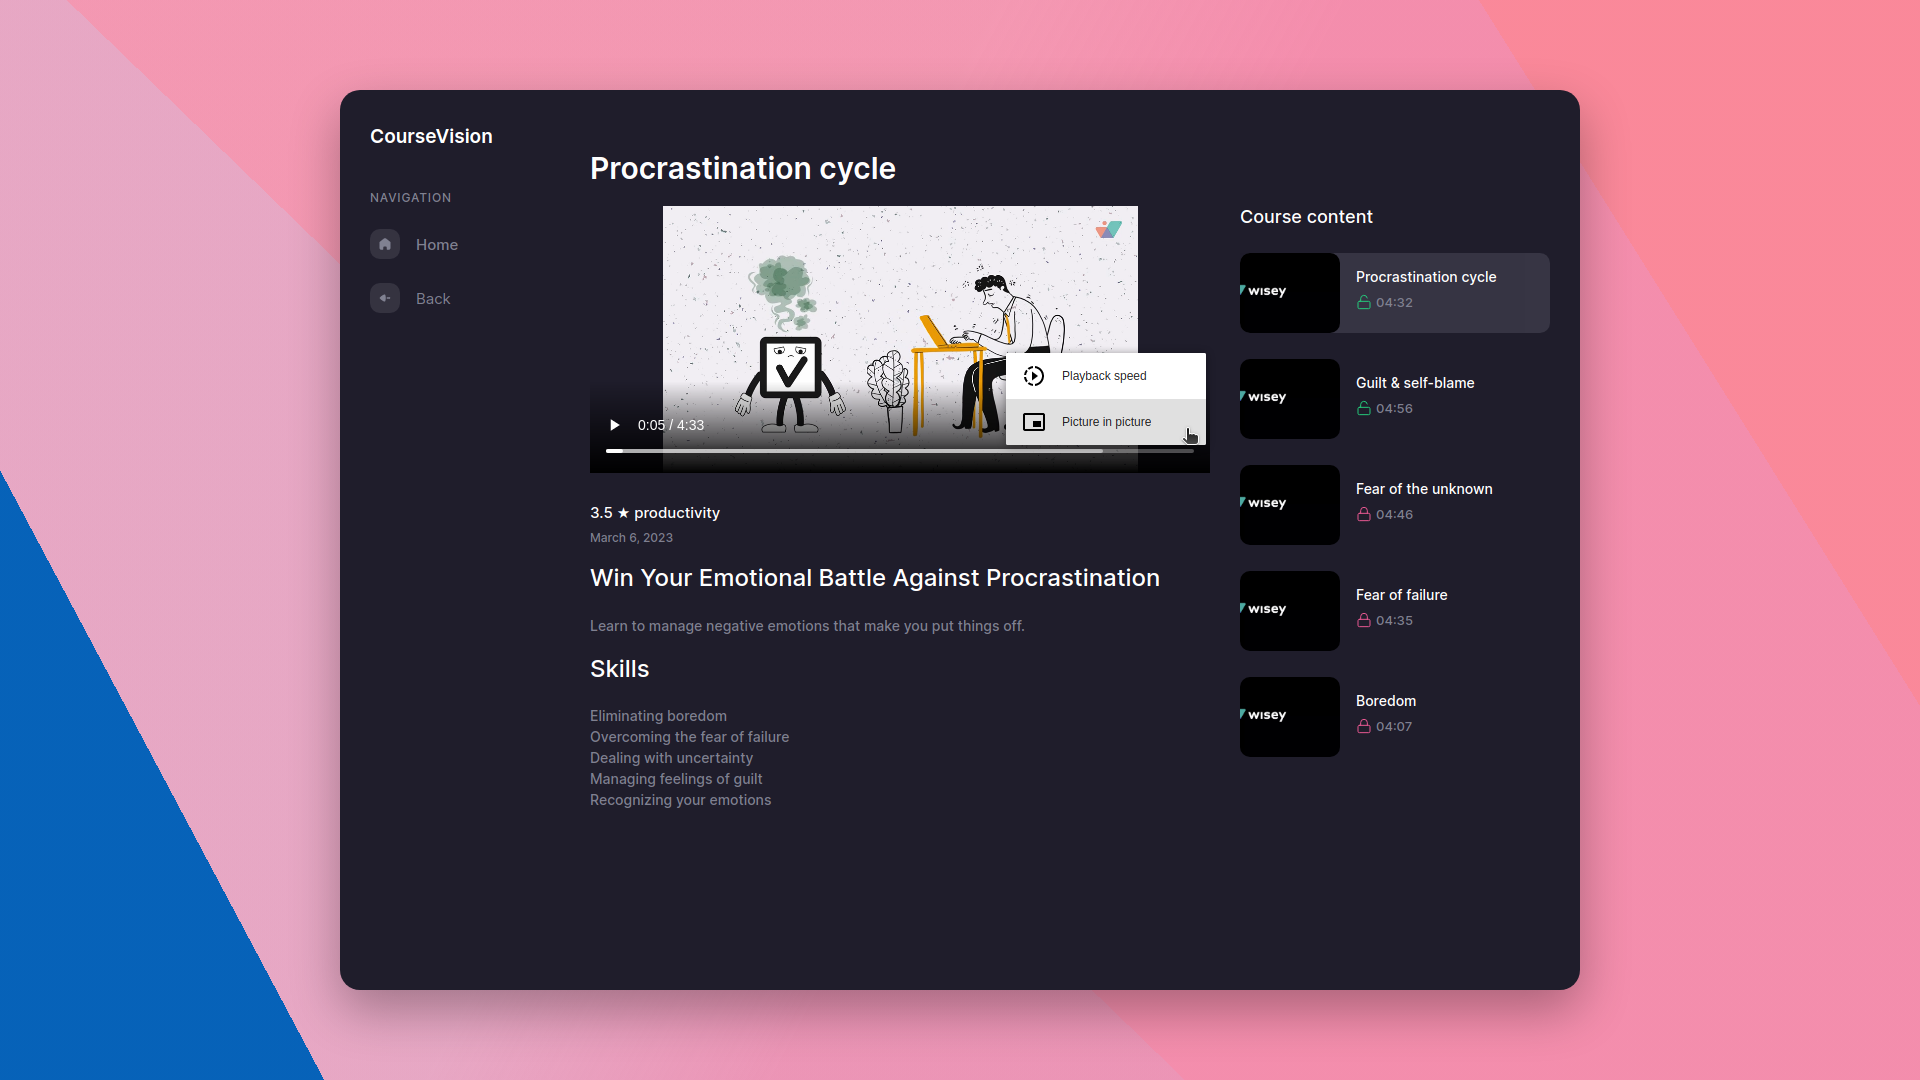 CourseVision
NAVIGATION
Home
Back
Procrastination cycle
Playback speed
Picture in picture
0:05 / 4:33
3.5 ★ productivity
March 6, 2023
Win Your Emotional Battle Against Procrastination
Learn to manage negative emotions that make you put things off.
Skills
Eliminating boredom
Overcoming the fear of failure
Dealing with uncertainty
Managing feelings of guilt
Recognizing your emotions
Course content
wisey
Procrastination cycle
04:32
wisey
Guilt & self-blame
04:56
wisey
Fear of the unknown
04:46
wisey
Fear of failure
04:35
wisey
Boredom
04:07